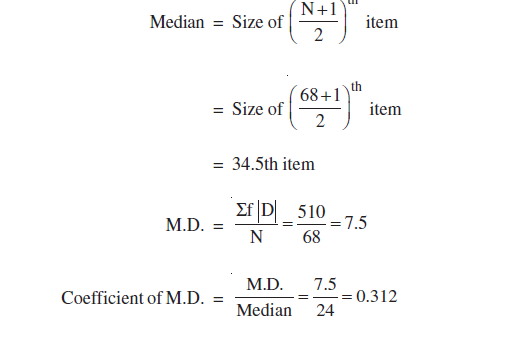 Median = Size of (N+1/2)th item
= Size of (68+1/2)th item
= 34.5th item
M.D. = Σf |D|/N = 510/68 = 7.5
Coefficient of M.D. = M.D./Median = 7.5/24 = 0.312